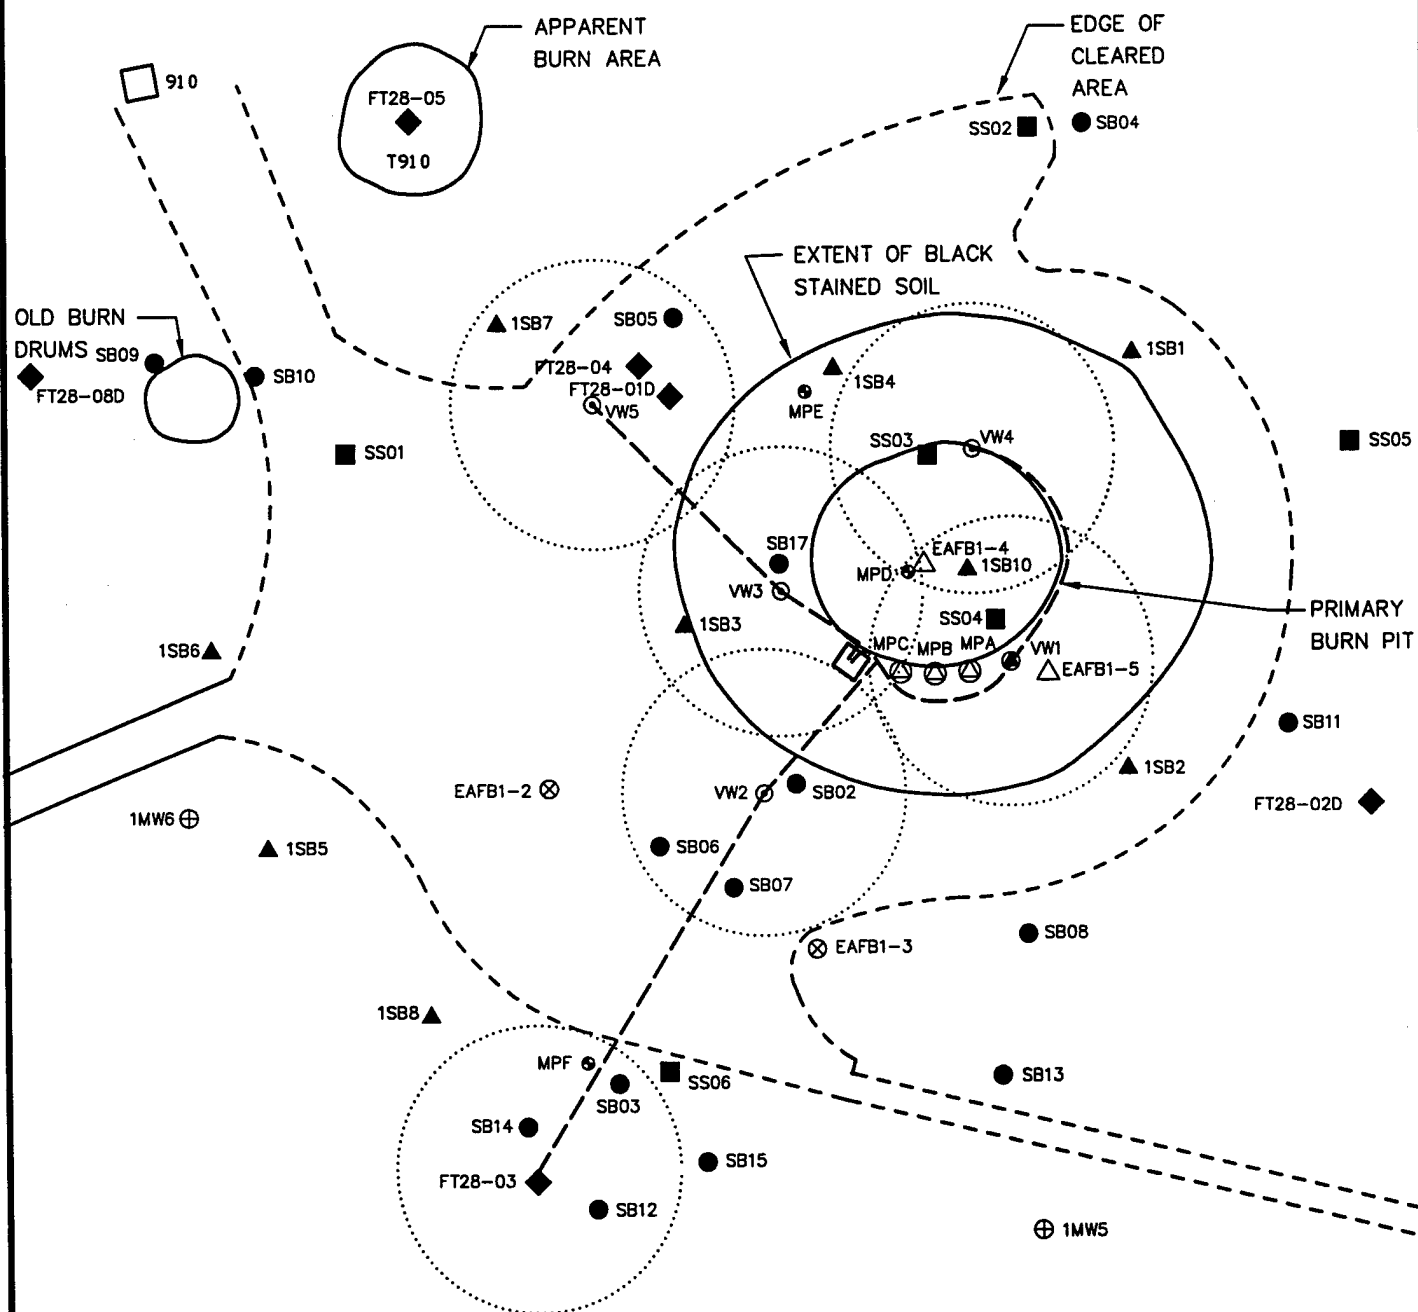 APPARENT
BURN AREA
EDGE OF
CLEARED
AREA
910
FT28-05
T910
SS02
SB04
EXTENT OF BLACK
STAINED SOIL
OLD BURN
DRUMS
SB09
SB10
FT28-08D
1SB7
SB05
FT28-04
FT28-01D
VW5
1SB4
MPE
1SB1
SS01
SS03
VW4
SS05
SB17
EAFB1-4
MPD
1SB10
VW3
SS04
1SB3
PRIMARY
BURN PIT
1SB6
MPC
MPB
MPA
VW1
EAFB1-5
SB11
1SB2
EAFB1-2
VW2
SB02
FT28-02D
1MW6
1SB5
SB06
SB07
SB08
EAFB1-3
1SB8
MPF
SS06
SB03
SB13
SB14
SB15
FT28-03
SB12
1MW5